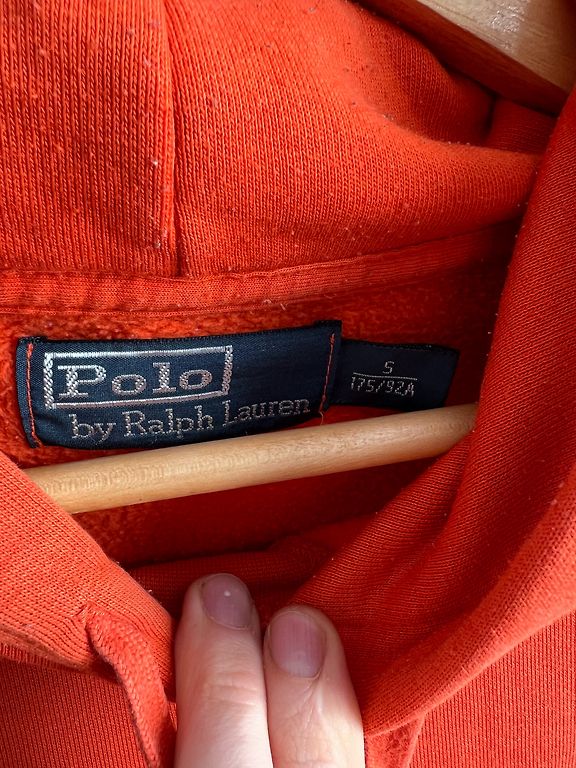 Polo
by Ralph Lauren
S
175/92A